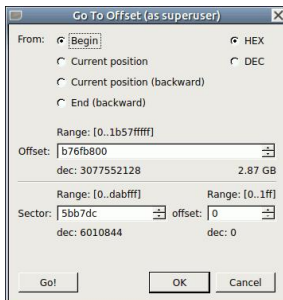 Go To Offset (as superuser)
From: Begin HEX
Current position DEC
Current position (backward)
End (backward)
Range: [0..1b57fffff]
Offset: b76fb800
dec: 3077552128 2.87 GB
Range: [0..dabfff] Range: [0..1ff]
Sector: 5bb7dc offset: 0
dec: 6010844 dec: 0
Go! OK Cancel